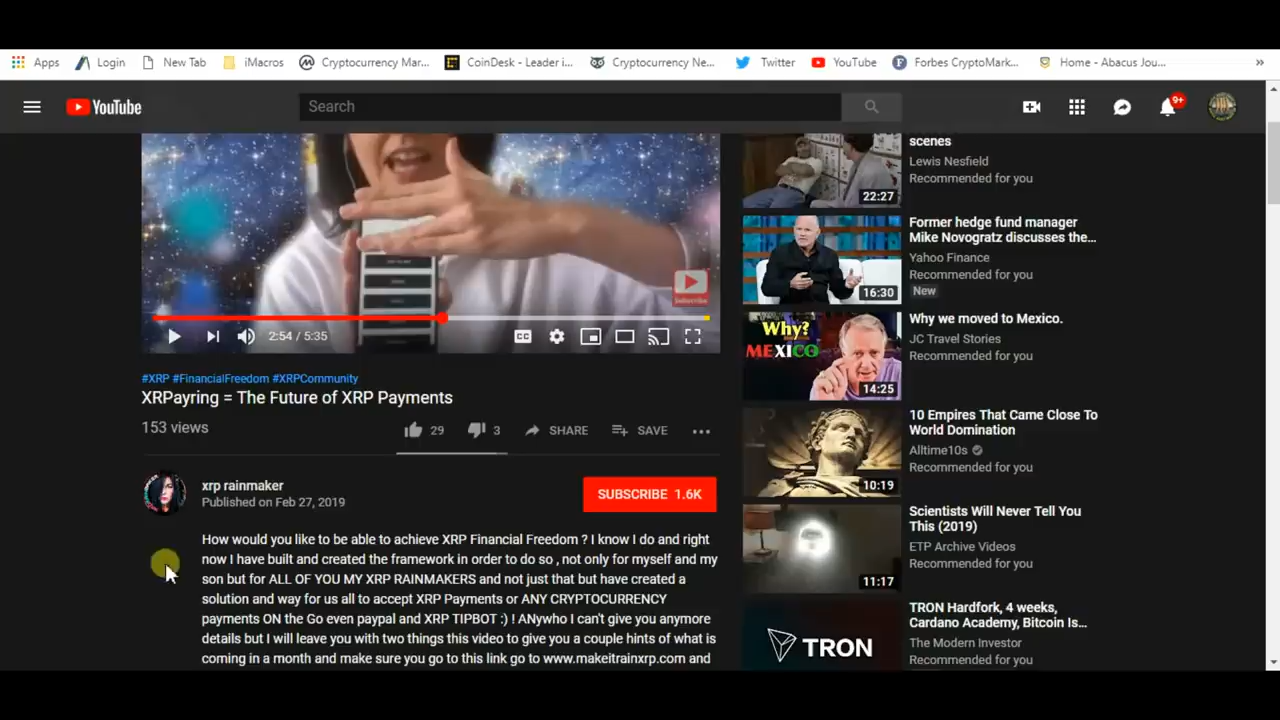 Apps Login New Tab iMacros Cryptocurrency Mar... CoinDesk - Leader i... Cryptocurrency Ne... Twitter YouTube Forbes CryptoMark... Home - Abacus Jou... »
YouTube Search 9+
scenes
Lewis Nesfield
Recommended for you
22:27
Former hedge fund manager
Mike Novogratz discusses the...
Yahoo Finance
Recommended for you
New
16:30
Why?
MEXICO
14:25
Why we moved to Mexico.
JC Travel Stories
Recommended for you
10 Empires That Came Close To
World Domination
Alltime10s
Recommended for you
10:19
Scientists Will Never Tell You
This (2019)
ETP Archive Videos
Recommended for you
11:17
TRON Hardfork, 4 weeks,
Cardano Academy, Bitcoin Is...
The Modern Investor
Recommended for you
TRON
Subscribe
2:54 / 5:35 CC
#XRP #FinancialFreedom #XRPCommunity
XRPayring = The Future of XRP Payments
153 views 29 3 SHARE SAVE
xrp rainmaker
Published on Feb 27, 2019
SUBSCRIBE 1.6K
How would you like to be able to achieve XRP Financial Freedom ? I know I do and right
now I have built and created the framework in order to do so , not only for myself and my
son but for ALL OF YOU MY XRP RAINMAKERS and not just that but have created a
solution and way for us all to accept XRP Payments or ANY CRYPTOCURRENCY
payments ON the Go even paypal and XRP TIPBOT :) ! ANywho I can't give you anymore
details but I will leave you with two things this video to give you a couple hints of what is
coming in a month and make sure you go to this link go to www.makeitrainxrp.com and